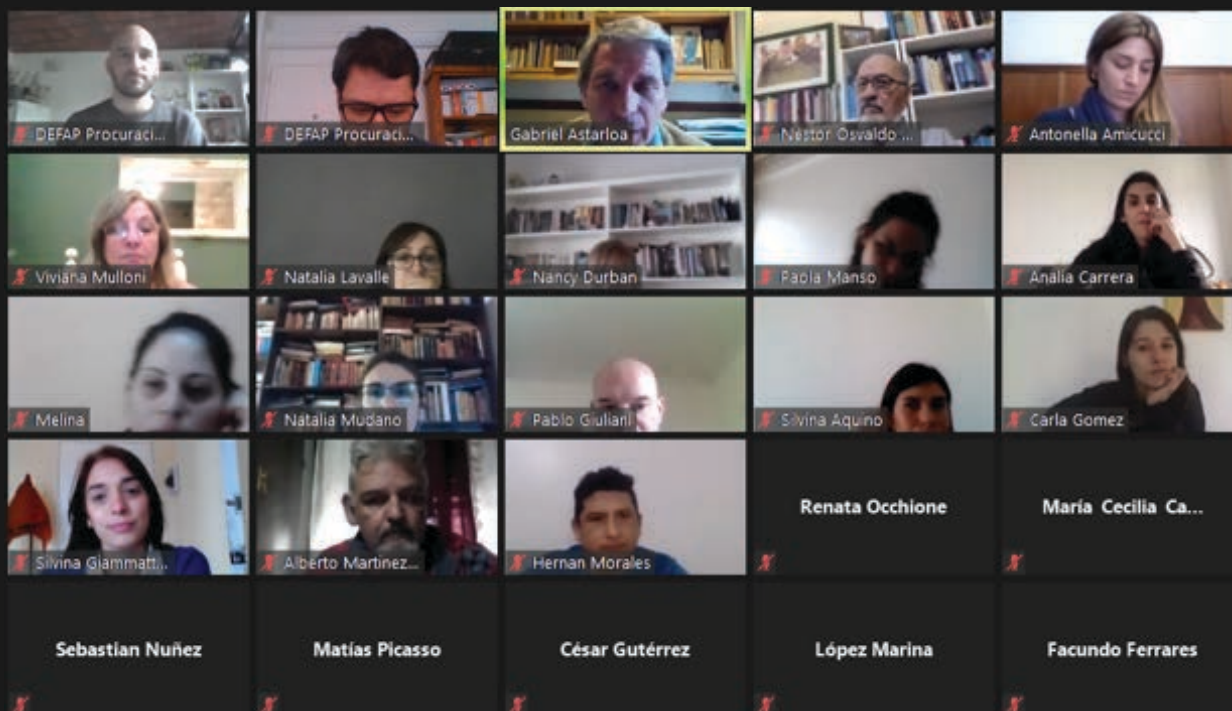 DEFAP Procuraci...
DEFAP Procuraci...
Gabriel Astarloa
Nestor Osvaldo ...
Antonella Amicucci
Viviana Mulloni
Natalia Lavalle
Nancy Durban
Paola Manso
Analia Carrera
Melina
Natalia Mudano
Pablo Giuliani
Silvina Aquino
Carla Gomez
Silvina Giammatt...
Alberto Martinez...
Hernan Morales
Renata Occhione
María Cecilia Ca...
Sebastian Nuñez
Matías Picasso
César Gutérrez
López Marina
Facundo Ferrares